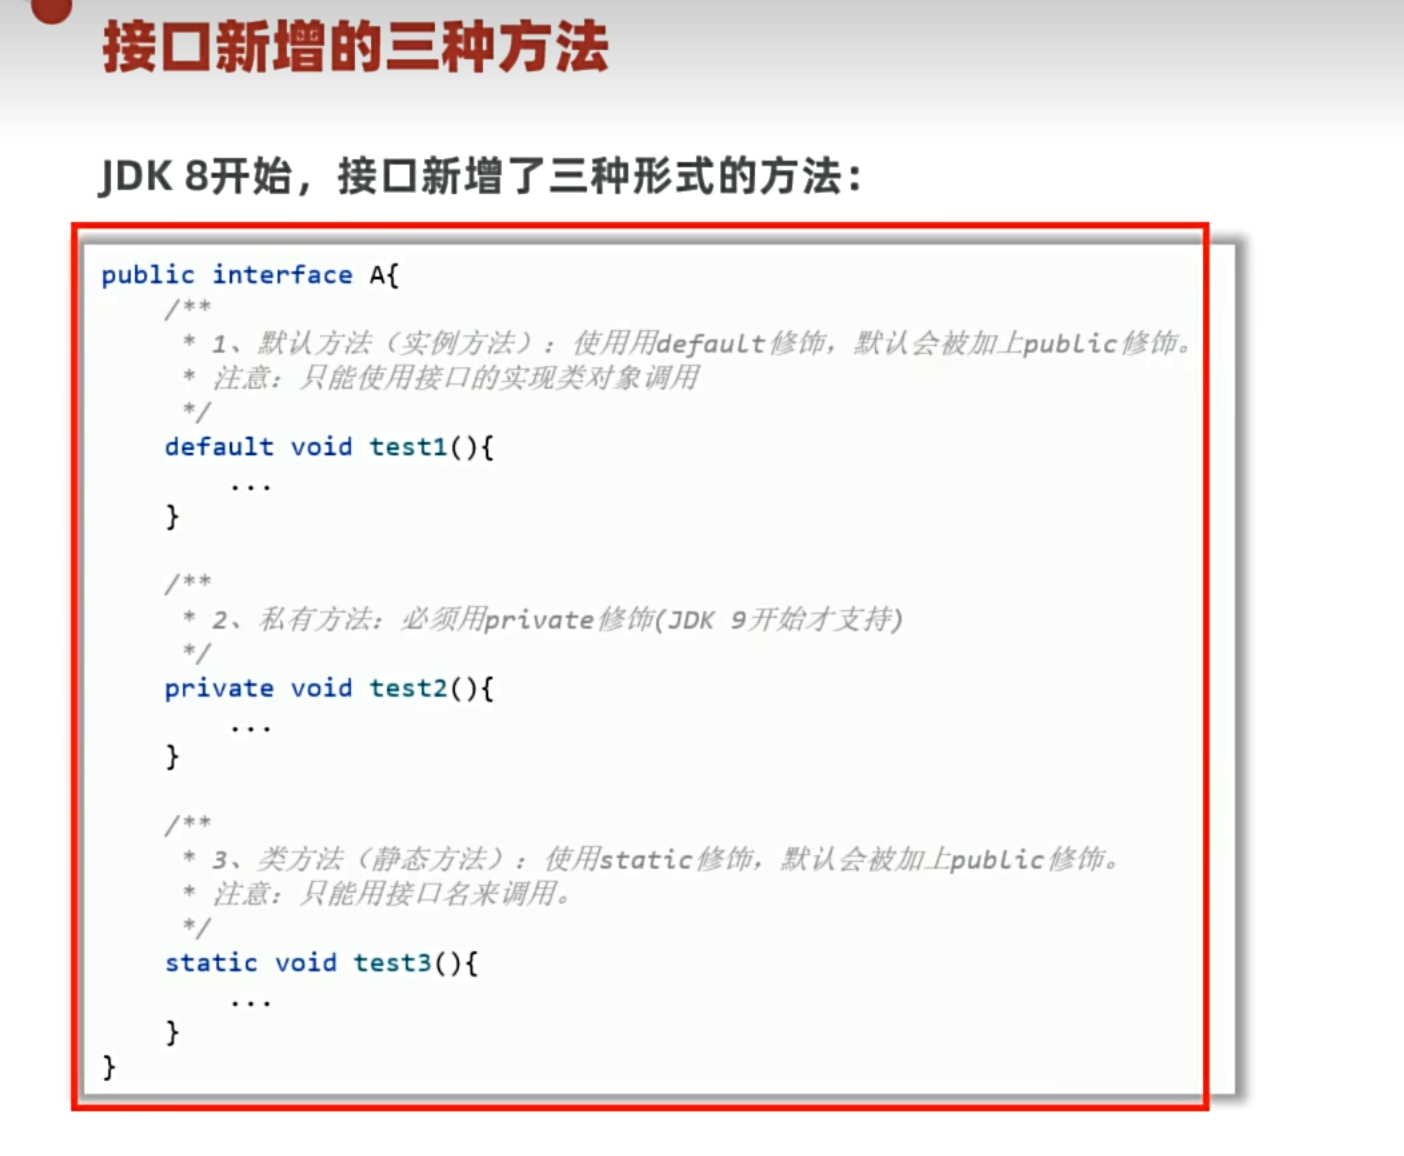 接口新增的三种方法
JDK 8开始，接口新增了三种形式的方法：
public interface A{
/**
* 1、默认方法（实例方法）：使用用default修饰，默认会被加上public修饰。
* 注意：只能使用接口的实现类对象调用
*/
default void test1(){
...
}
/**
* 2、私有方法：必须用private修饰(JDK 9开始才支持)
*/
private void test2(){
...
}
/**
* 3、类方法（静态方法）：使用static修饰，默认会被加上public修饰。
* 注意：只能用接口名来调用。
*/
static void test3(){
...
}
}